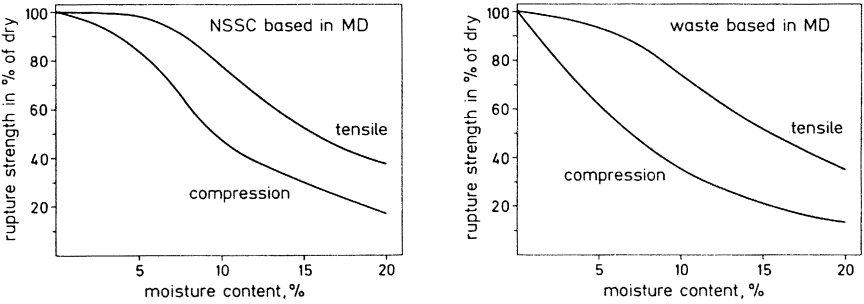 NSSC based in MD
rupture strength in % of dry
100
80
60
40
20
tensile
compression
5
10
15
20
moisture content, %
waste based in MD
rupture strength in % of dry
100
80
60
40
20
tensile
compression
5
10
15
20
moisture content, %